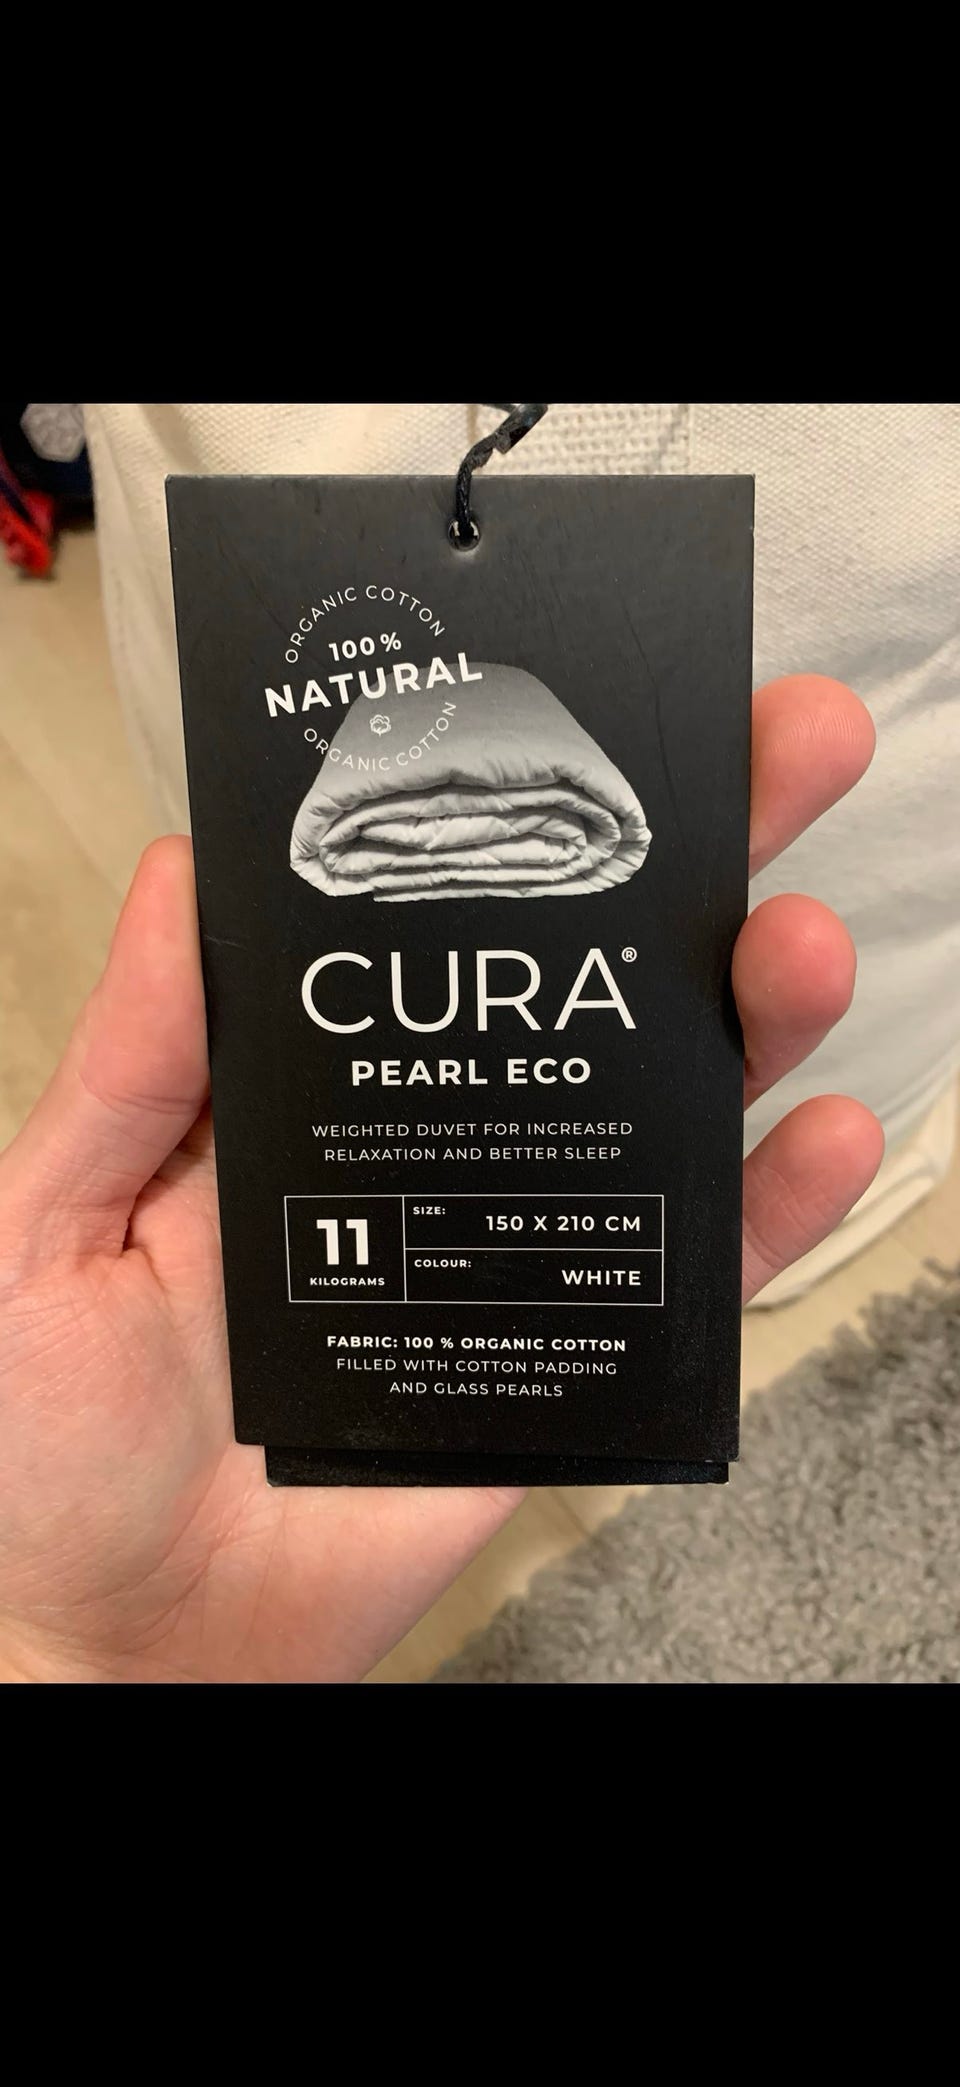 ORGANIC COTTON
100%
NATURAL
ORGANIC COTTON
CURA®
PEARL ECO
WEIGHTED DUVET FOR INCREASED
RELAXATION AND BETTER SLEEP
11
KILOGRAMS
SIZE:
150 X 210 CM
COLOUR:
WHITE
FABRIC: 100 % ORGANIC COTTON
FILLED WITH COTTON PADDING
AND GLASS PEARLS